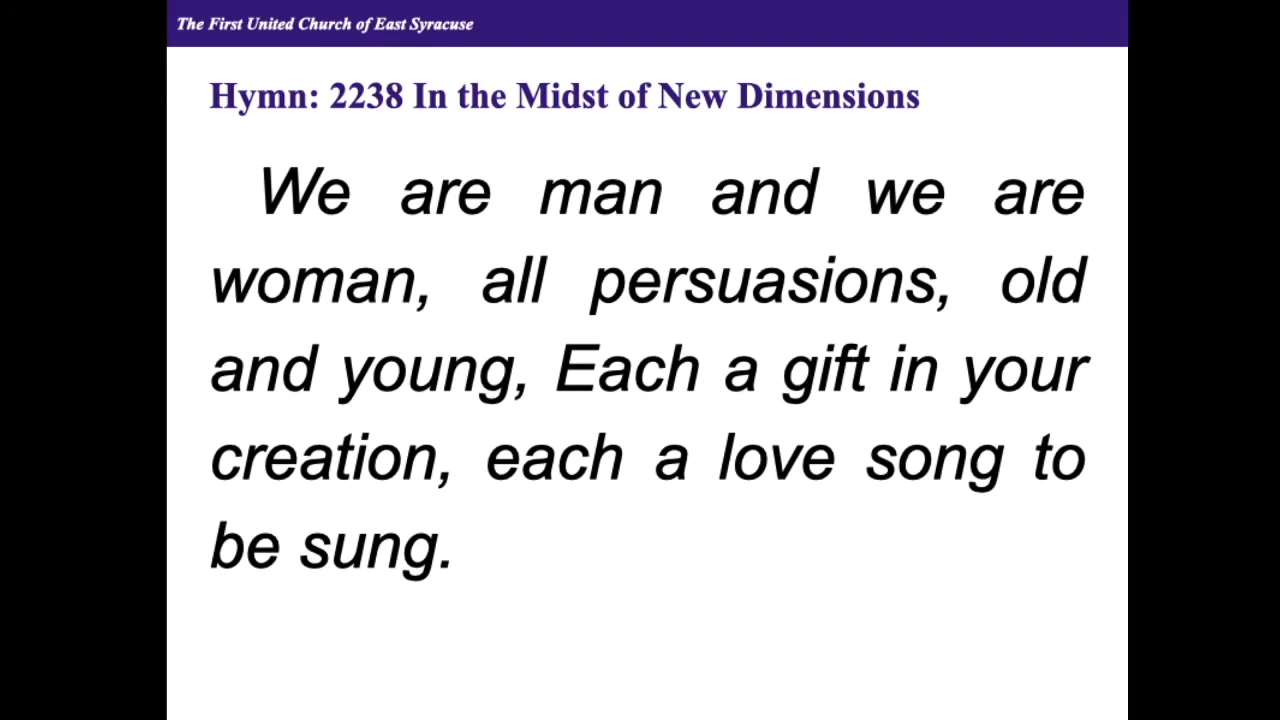 The First United Church of East Syracuse
Hymn: 2238 In the Midst of New Dimensions
We are man and we are
woman, all persuasions, old
and young, Each a gift in your
creation, each a love song to
be sung.